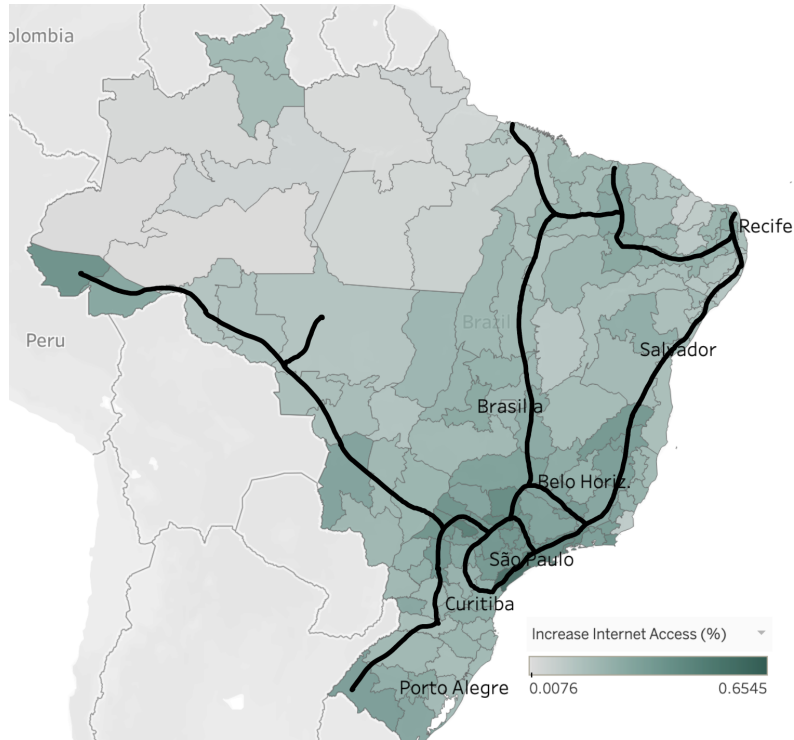 olombia
Recife
Brazil
Peru
Salvador
Brasília
Belo Horiz.
São Paulo
Curitiba
Increase Internet Access (%)
Porto Alegre
0.0076
0.6545